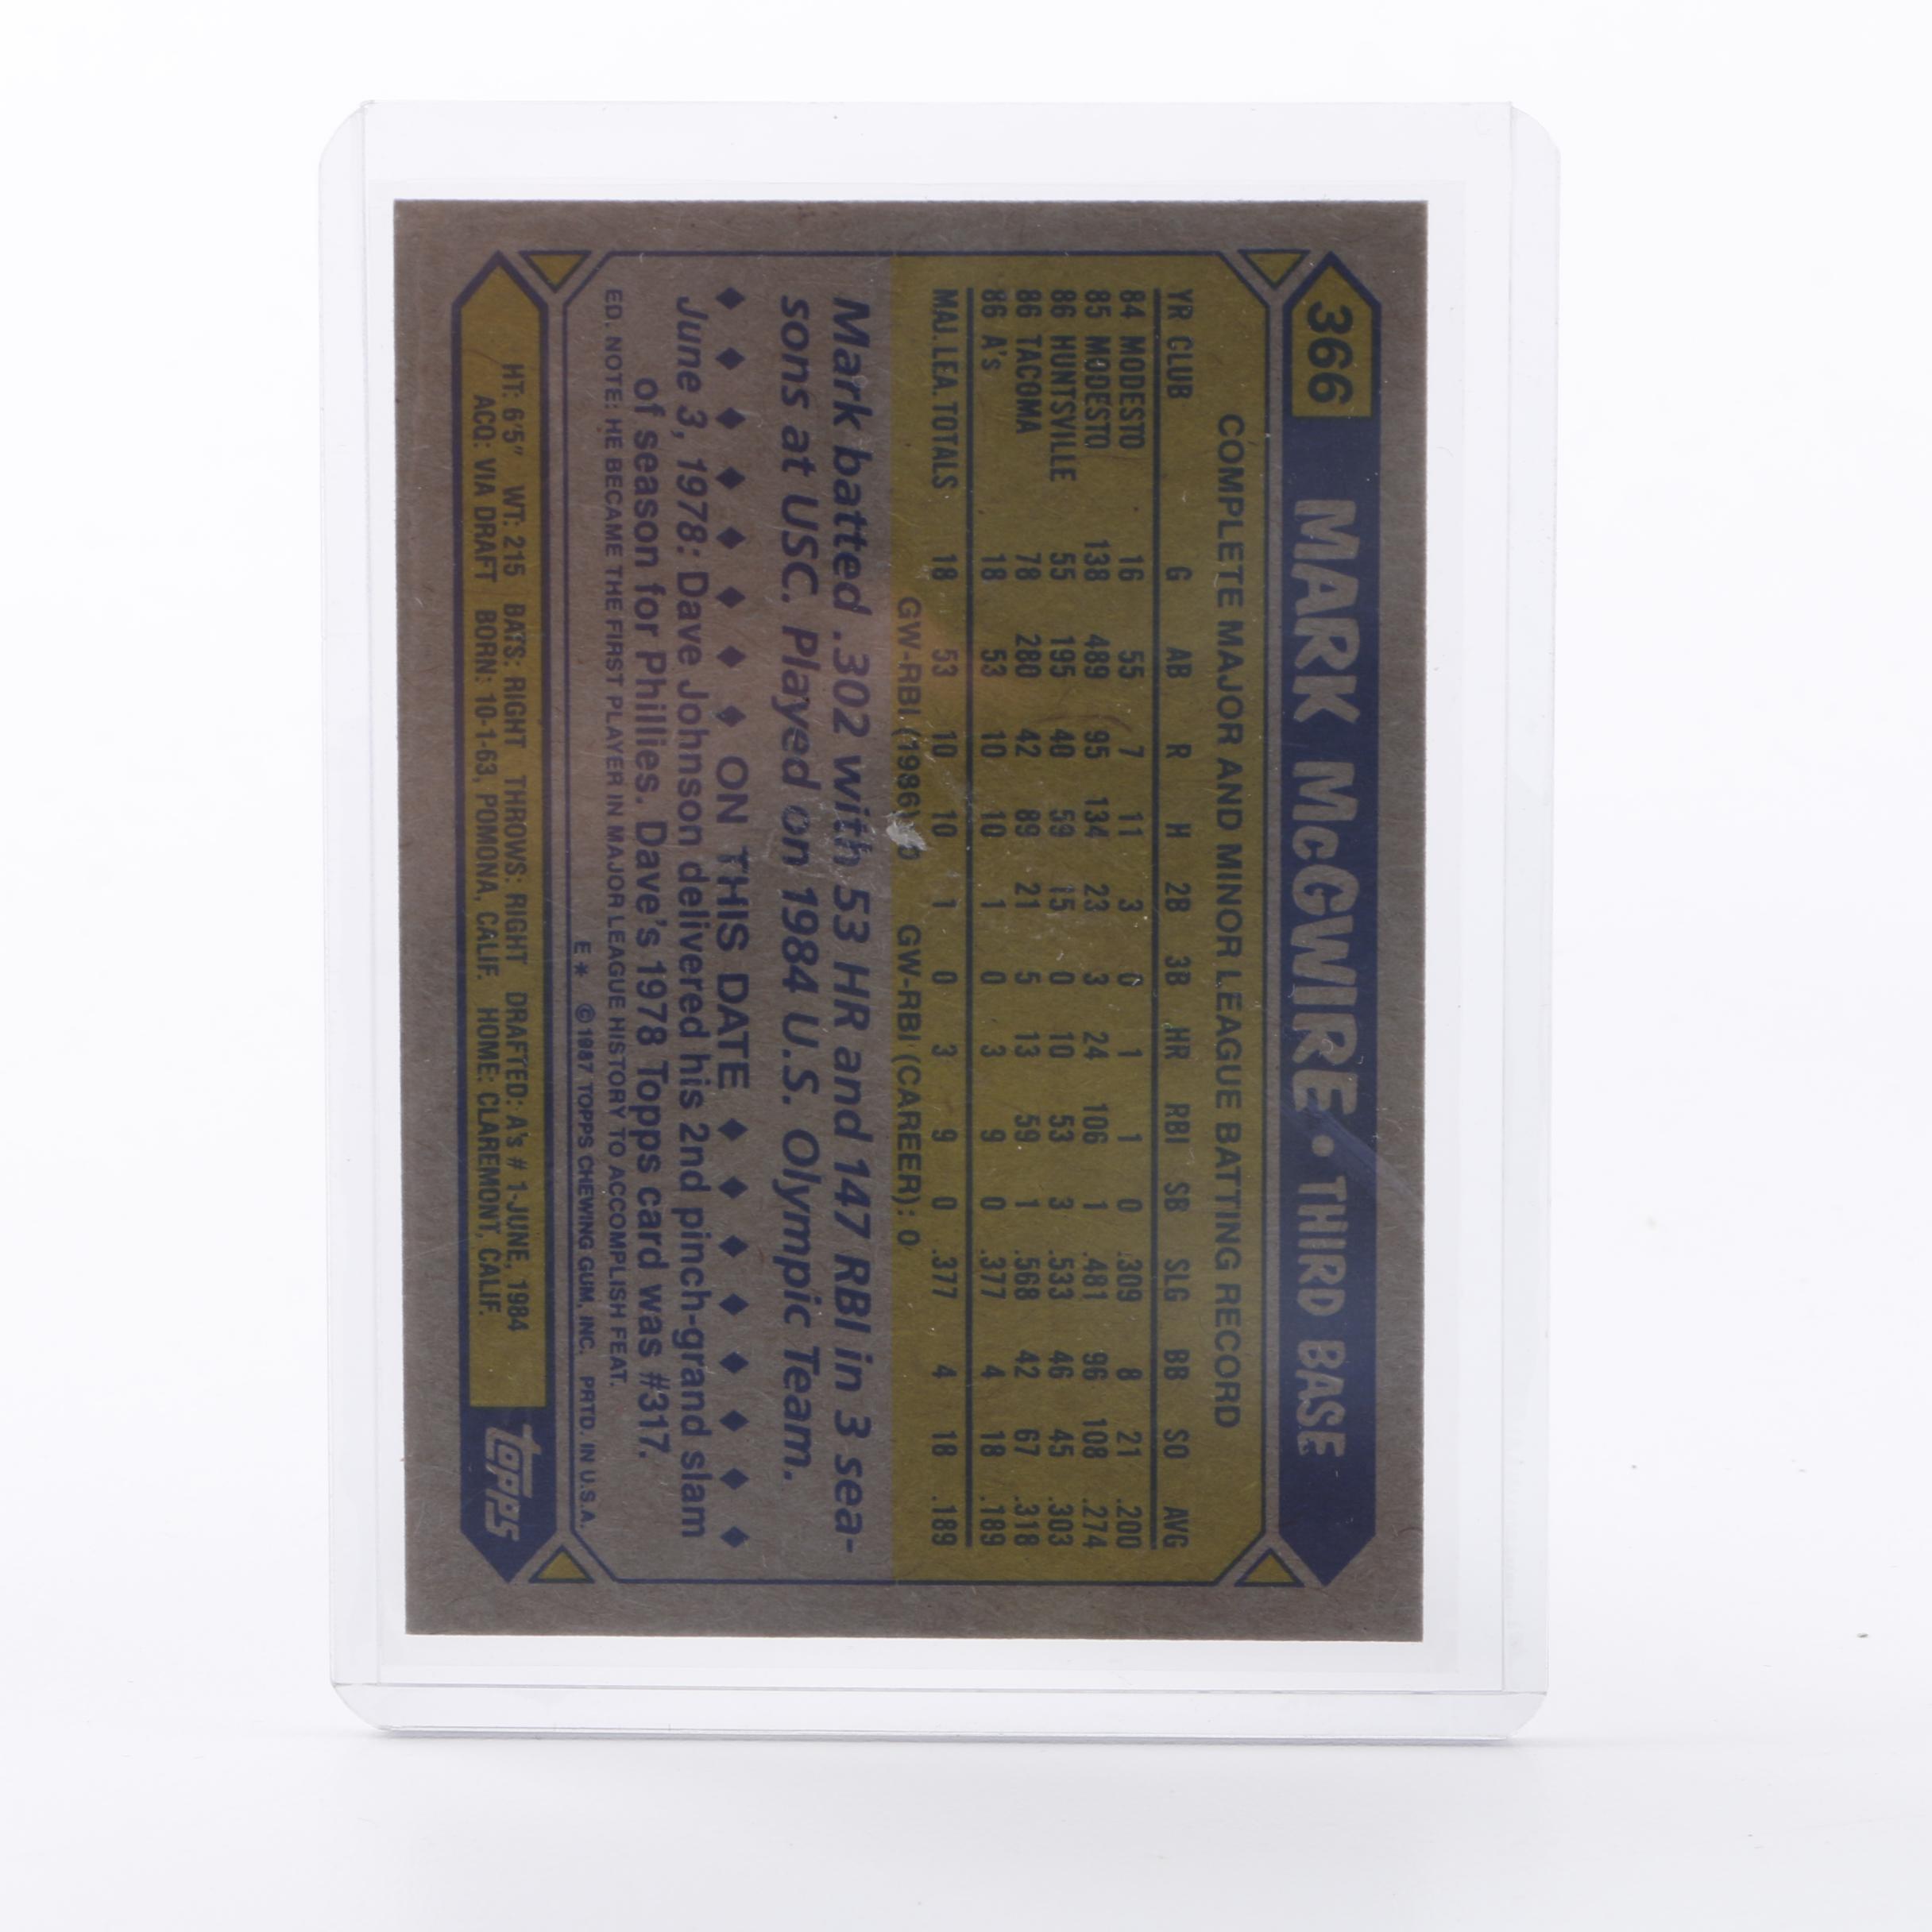 366 MARK McGWIRE • THIRD BASE
COMPLETE MAJOR AND MINOR LEAGUE BATTING RECORD
YR CLUB G AB R H 2B 3B HR RBI SB SLG BB SO AVG
84 MODESTO 16 55 7 11 3 0 1 1 0 .309 8 21 .200
85 MODESTO 138 489 95 134 23 3 24 106 1 .481 96 108 .274
86 HUNTSVILLE 55 195 40 59 15 0 10 53 3 .533 46 45 .303
86 TACOMA 78 280 42 89 21 5 13 59 1 .568 42 67 .318
86 A's 18 53 10 10 1 0 3 9 0 .377 4 18 .189
MAJ. LEA. TOTALS 18 53 10 10 1 0 3 9 0 .377 4 18 .189
GW-RBI (1986): GW-RBI (CAREER): 0
Mark batted .302 with 53 HR and 147 RBI in 3 sea-
sons at USC. Played on 1984 U.S. Olympic Team.
◆ ◆ ◆ ◆ ◆ ◆ ◆ ◆ ON THIS DATE ◆ ◆ ◆ ◆ ◆ ◆ ◆ ◆
June 3, 1978: Dave Johnson delivered his 2nd pinch-grand slam
of season for Phillies. Dave's 1978 Topps card was #317.
ED. NOTE: HE BECAME THE FIRST PLAYER IN MAJOR LEAGUE HISTORY TO ACCOMPLISH FEAT.
E* ©1987 TOPPS CHEWING GUM, INC. PRTD. IN U.S.A.
HT: 6'5" WT: 215 BATS: RIGHT THROWS: RIGHT DRAFTED: A's #1-JUNE, 1984
ACQ: VIA DRAFT BORN: 10-1-63, POMONA, CALIF. HOME: CLAREMONT, CALIF.
topps